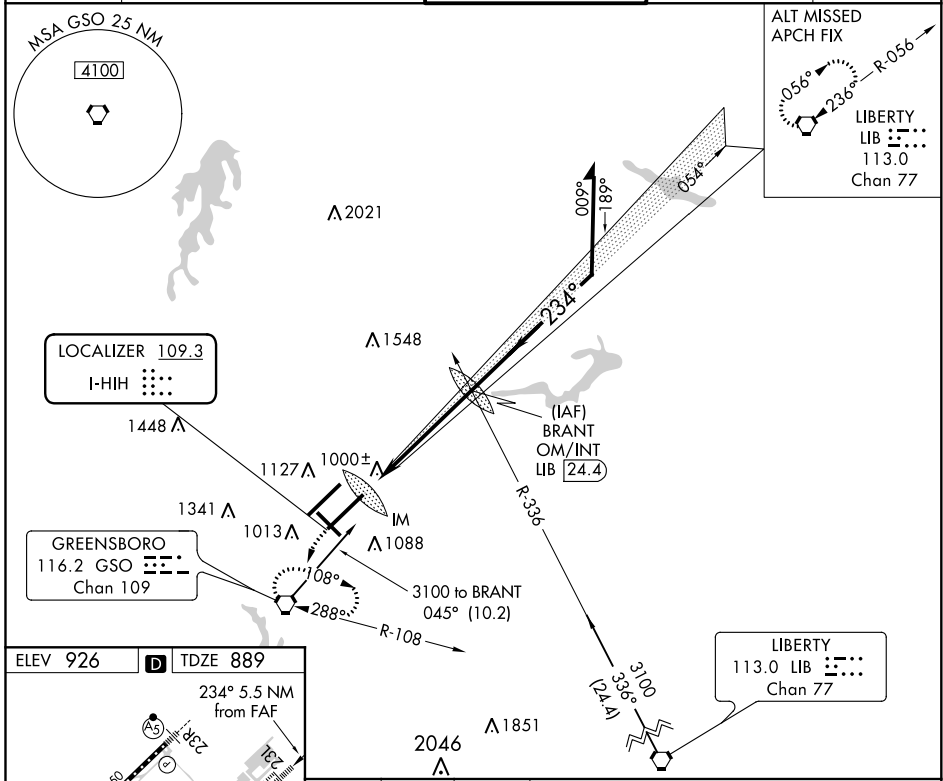 MSA GSO 25 NM
4100
ALT MISSED
APCH FIX
056°
236°
R-056
LIBERTY
LIB
113.0
Chan 77
2021
009°
189°
054°
234°
1548
LOCALIZER 109.3
I-HIH
(IAF)
BRANT
OM/INT
LIB 24.4
1448
1127
1000±
1341
1013
IM
1088
R-336
GREENSBORO
116.2 GSO
Chan 109
108°
288°
R-108
3100 to BRANT
045° (10.2)
3100
336°
(24.4)
LIBERTY
113.0 LIB
Chan 77
ELEV 926
D
TDZE 889
234° 5.5 NM
from FAF
A5
23R
23L
P
50
1851
2046